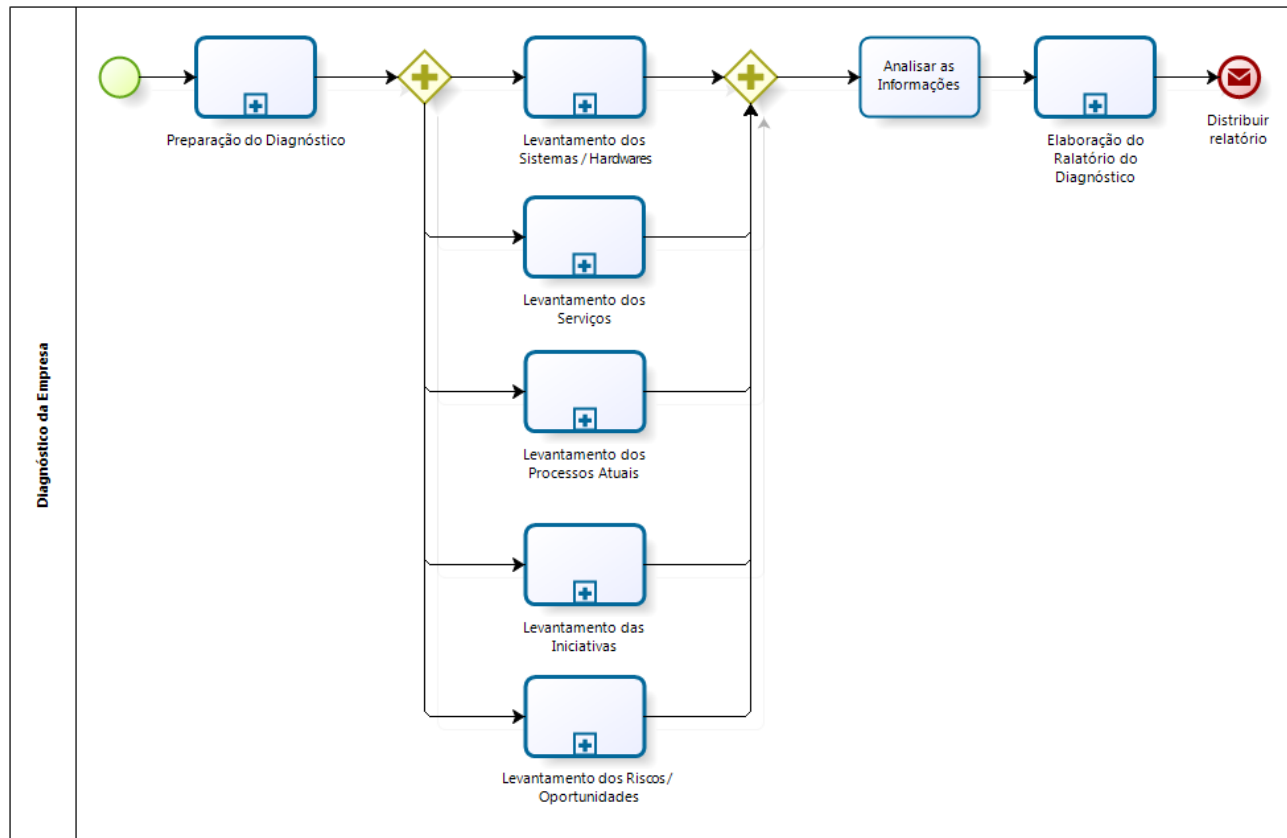 Diagnóstico da Empresa
Preparação do Diagnóstico
Levantamento dos
Sistemas / Hardwares
Levantamento dos
Serviços
Levantamento dos
Processos Atuais
Levantamento das
Iniciativas
Levantamento dos Riscos/
Oportunidades
Analisar as
Informações
Elaboração do
Ralatório do
Diagnóstico
Distribuir
relatório